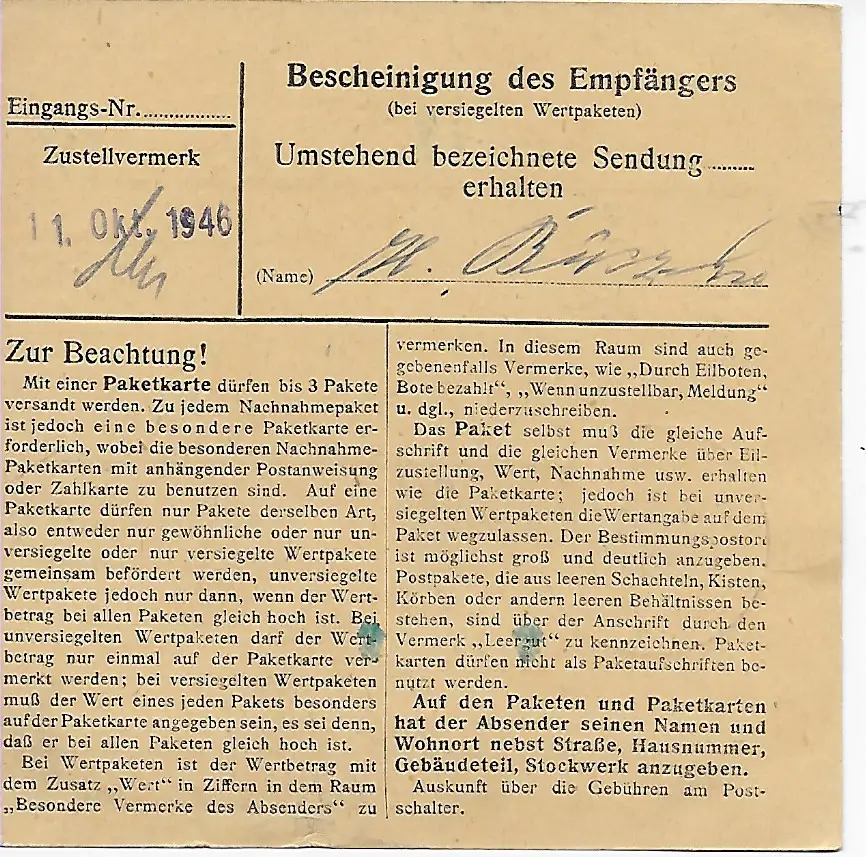 Eingangs-Nr.
Zustellvermerk
11. Okt. 1946
Bescheinigung des Empfängers
(bei versiegelten Wertpaketen)
Umstehend bezeichnete Sendung
erhalten
(Name) H.
Zur Beachtung!
Mit einer Paketkarte dürfen bis 3 Pakete
versandt werden. Zu jedem Nachnahmepaket
ist jedoch eine besondere Paketkarte er-
forderlich, wobei die besonderen Nachnahme-
Paketkarten mit anhängender Postanweisung
oder Zahlkarte zu benutzen sind. Auf eine
Paketkarte dürfen nur Pakete derselben Art,
also entweder nur gewöhnliche oder nur un-
versiegelte oder nur versiegelte Wertpakete
gemeinsam befördert werden, unversiegelte
Wertpakete jedoch nur dann, wenn der Wert-
betrag bei allen Paketen gleich hoch ist. Bei
unversiegelten Wertpaketen darf der Wert-
betrag nur einmal auf der Paketkarte ver-
merkt werden; bei versiegelten Wertpaketen
muß der Wert eines jeden Pakets besonders
auf der Paketkarte angegeben sein, es sei denn,
daß er bei allen Paketen gleich hoch ist.
Bei Wertpaketen ist der Wertbetrag mit
dem Zusatz „Wert“ in Ziffern in dem Raum
„Besondere Vermerke des Absenders“ zu
vermerken. In diesem Raum sind auch ge-
gebenenfalls Vermerke, wie „Durch Eilboten,
Bote bezahlt“, „Wenn unzustellbar, Meldung“
u. dgl., niederzuschreiben.
Das Paket selbst muß die gleiche Auf-
schrift und die gleichen Vermerke über Eil-
zustellung, Wert, Nachnahme usw. erhalten
wie die Paketkarte; jedoch ist bei unver-
siegelten Wertpaketen die Wertangabe auf dem
Paket wegzulassen. Der Bestimmungspostort
ist möglichst groß und deutlich anzugeben.
Postpakete, die aus leeren Schachteln, Kisten,
Körben oder andern leeren Behältnissen be-
stehen, sind über der Anschrift durch den
Vermerk „Leergut“ zu kennzeichnen. Paket-
karten dürfen nicht als Paketaufschriften be-
nutzt werden.
Auf den Paketen und Paketkarten
hat der Absender seinen Namen und
Wohnort nebst Straße, Hausnummer,
Gebäudeteil, Stockwerk anzugeben.
Auskunft über die Gebühren am Post-
schalter.